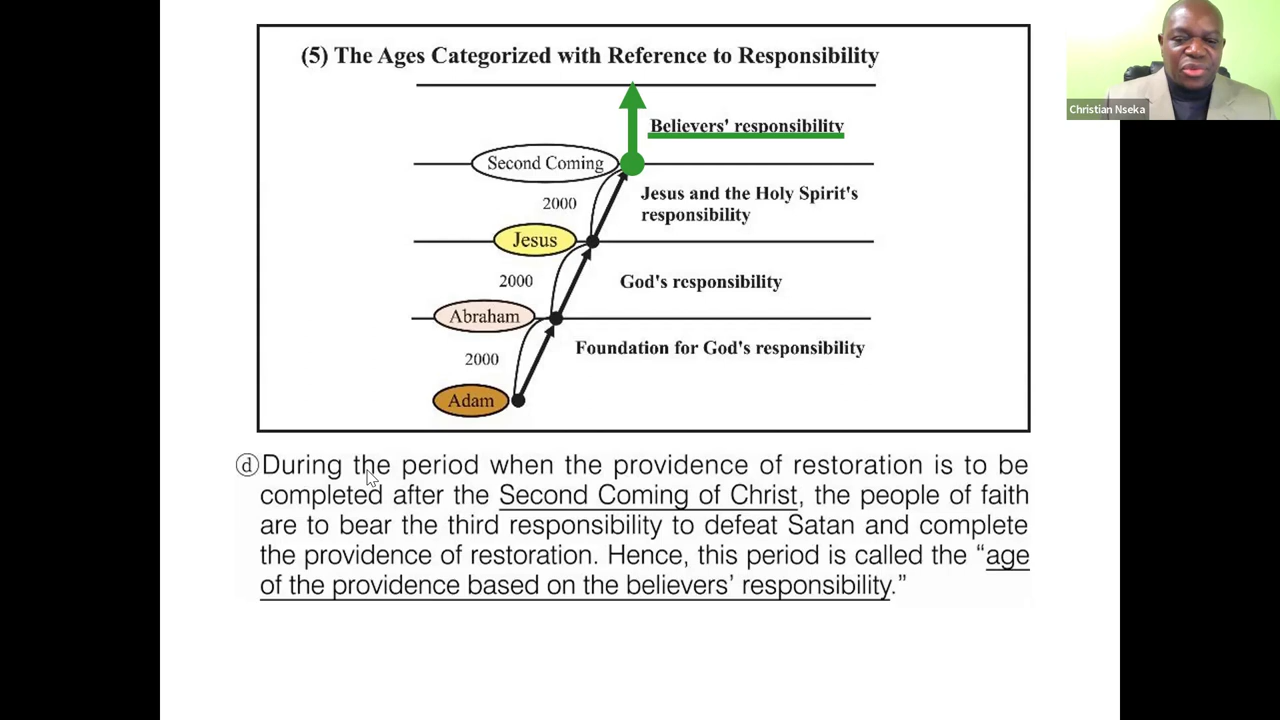 (5) The Ages Categorized with Reference to Responsibility
Christian Nseka
Believers' responsibility
Second Coming
2000
Jesus and the Holy Spirit's
responsibility
Jesus
2000
God's responsibility
Abraham
2000
Foundation for God's responsibility
Adam
ⓓDuring the period when the providence of restoration is to be
completed after the Second Coming of Christ, the people of faith
are to bear the third responsibility to defeat Satan and complete
the providence of restoration. Hence, this period is called the “age
of the providence based on the believers’ responsibility.”